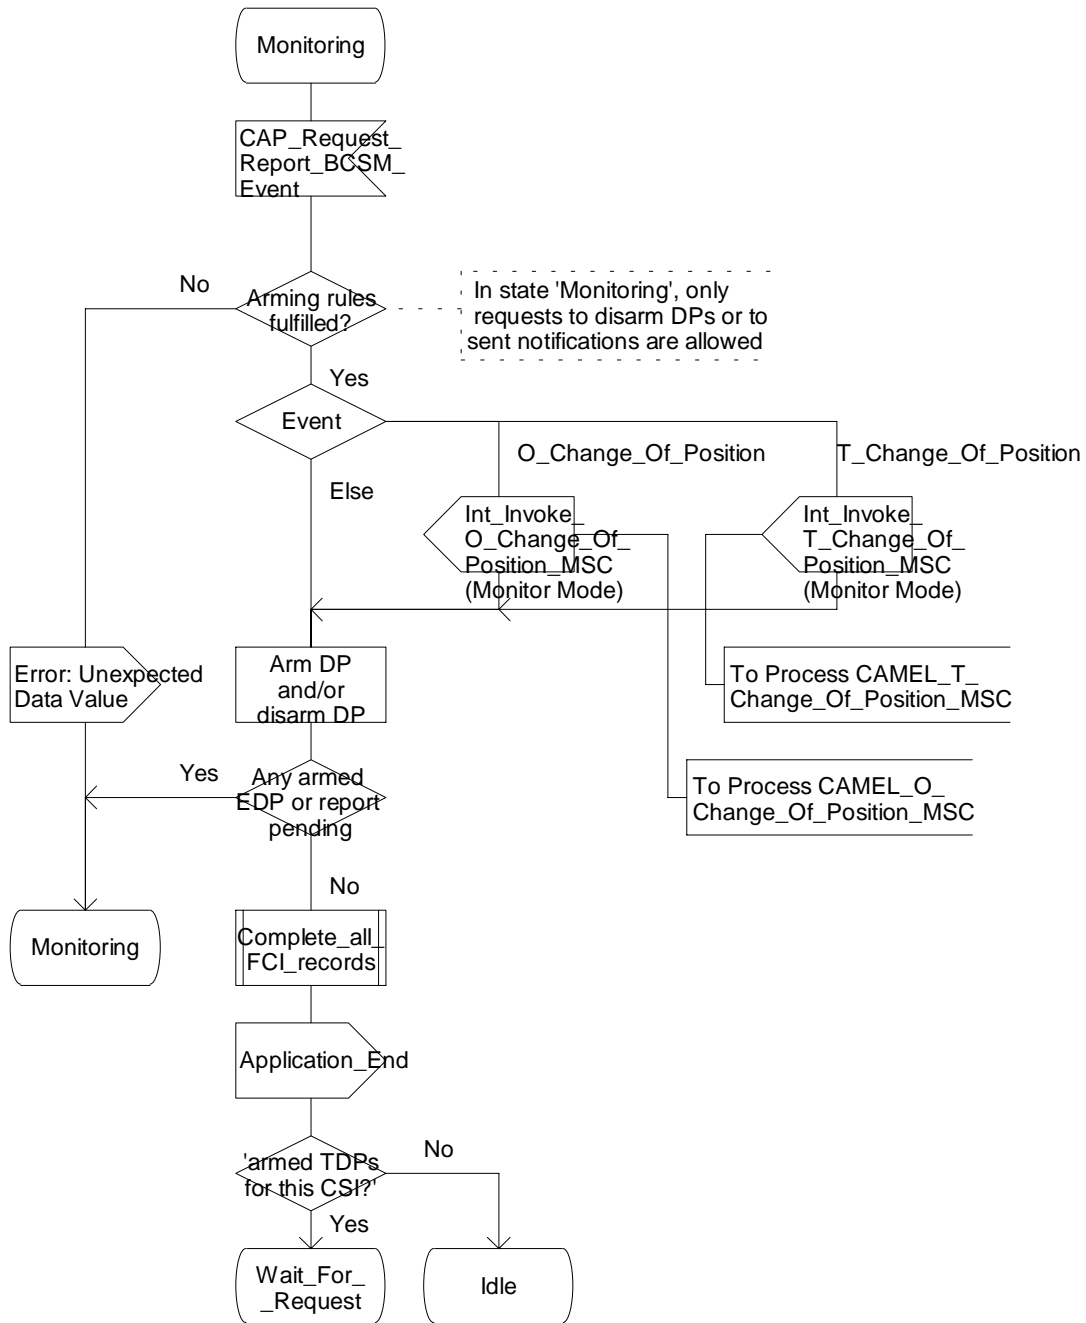 Monitoring
CAP_Request_
Report_BCSM_
Event
No
Arming rules
fulfilled?
In state 'Monitoring', only
requests to disarm DPs or to
sent notifications are allowed
Yes
Event
O_Change_Of_Position
T_Change_Of_Position
Else
Int_Invoke_
O_Change_Of_
Position_MSC
(Monitor Mode)
Int_Invoke_
T_Change_Of_
Position_MSC
(Monitor Mode)
Error: Unexpected
Data Value
Arm DP
and/or
disarm DP
To Process CAMEL_T_
Change_Of_Position_MSC
Yes
Any armed
EDP or report
pending
To Process CAMEL_O_
Change_Of_Position_MSC
No
Monitoring
Complete_all_
FCI_records
Application_End
'armed TDPs
for this CSI?'
No
Yes
Wait_For_
_Request
Idle